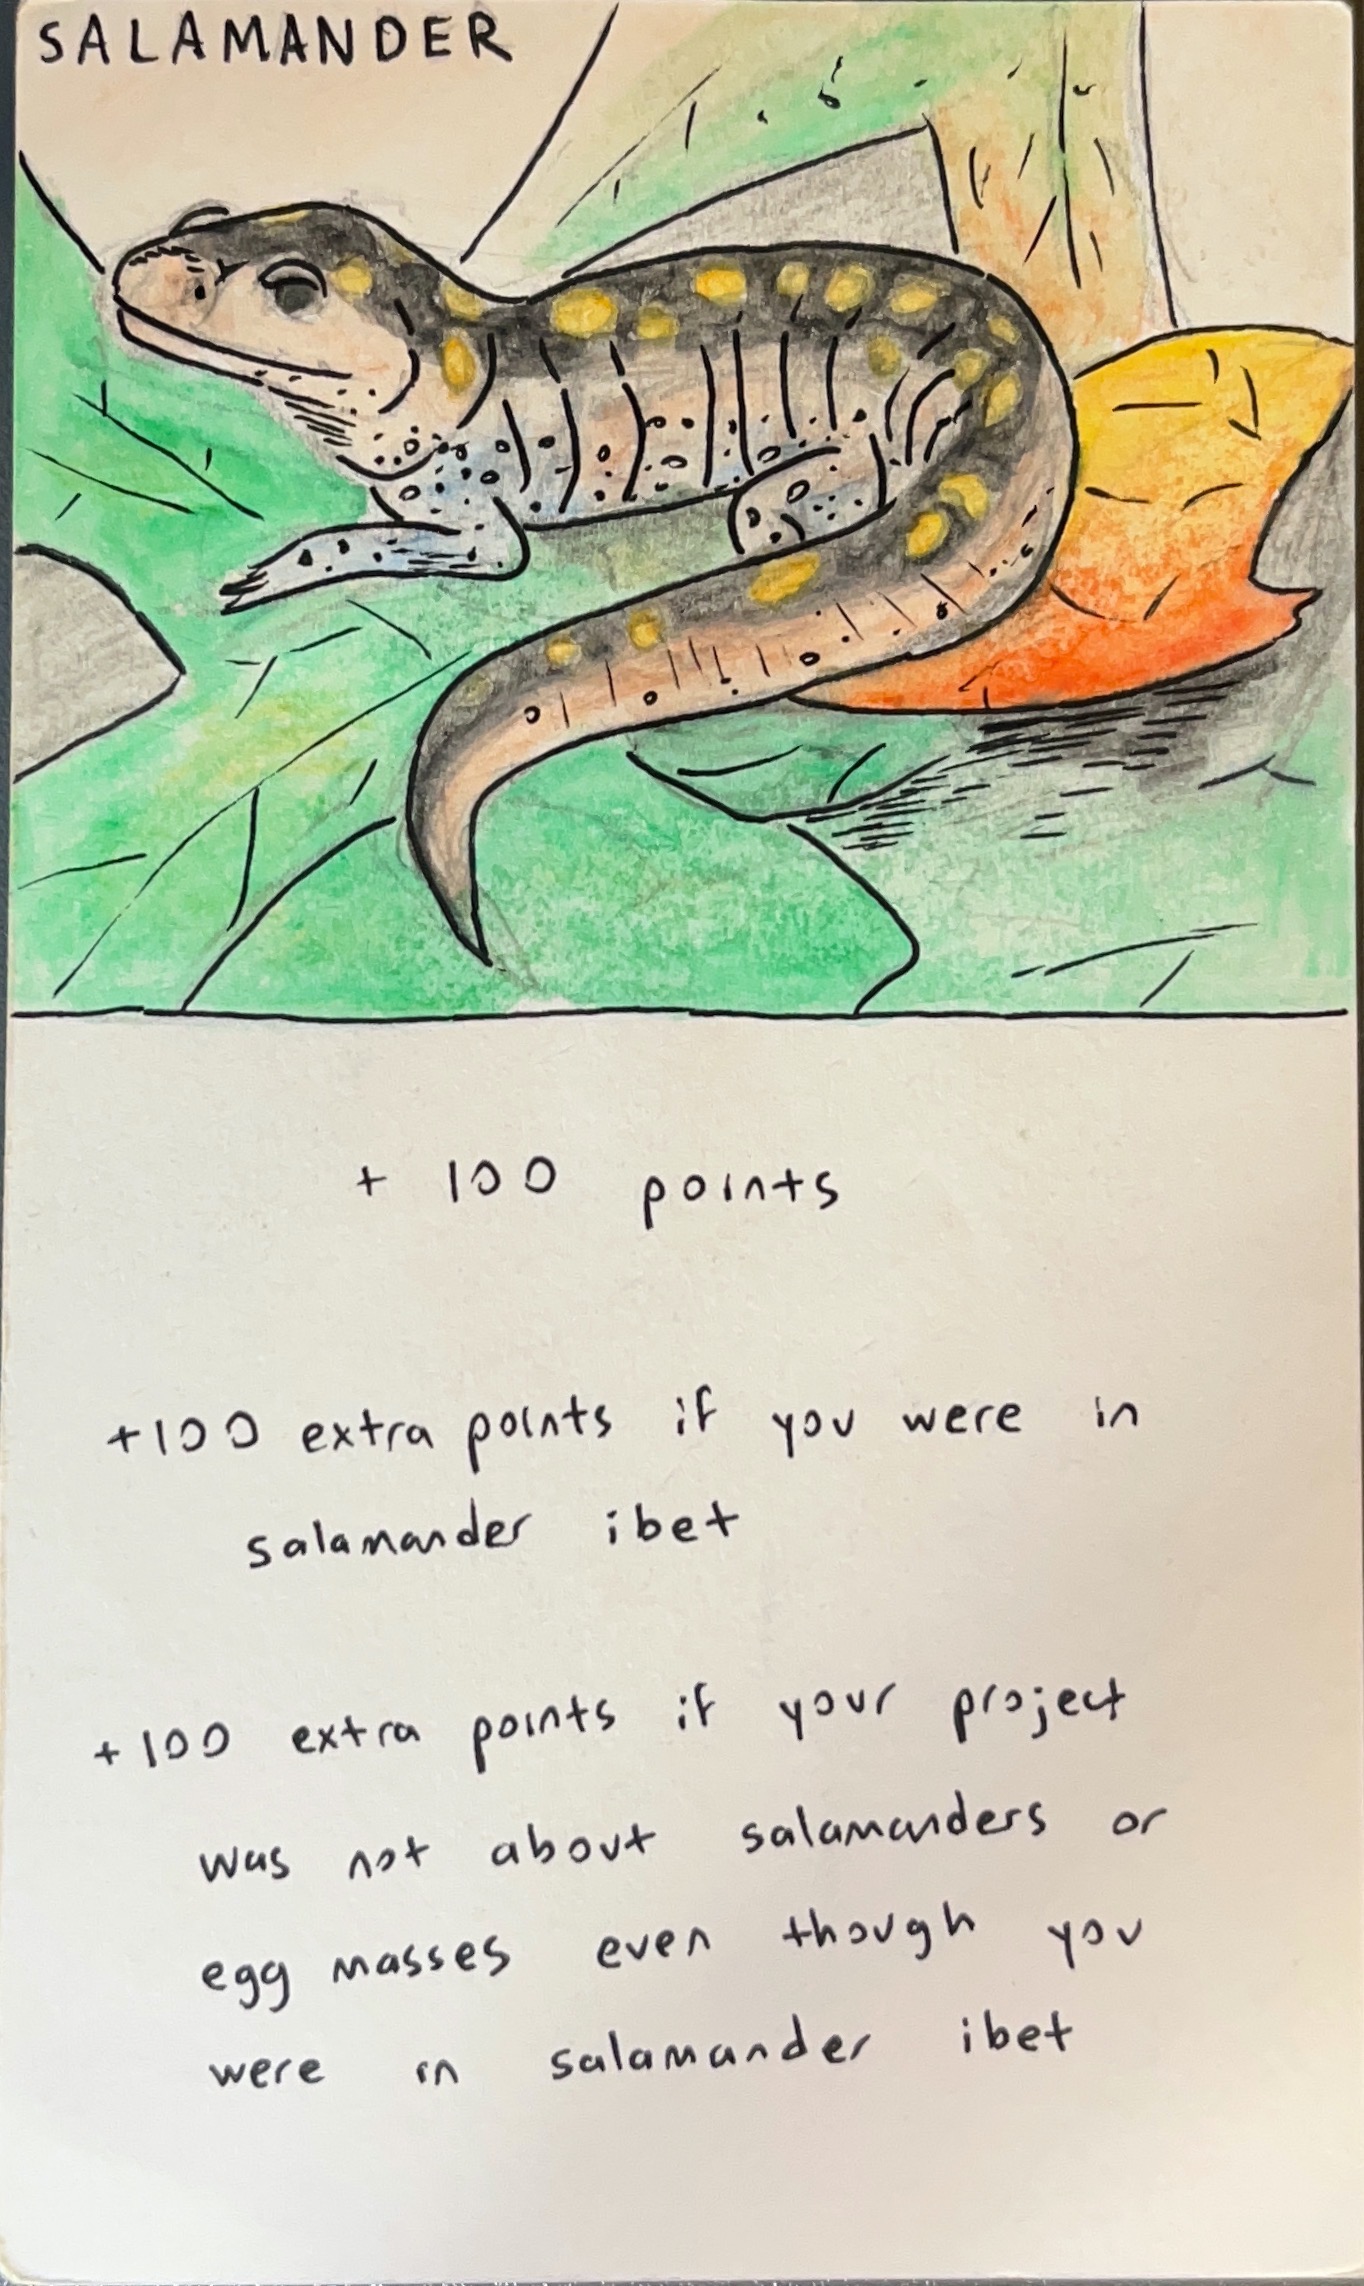 SALAMANDER
+ 100 points
+100 extra points if you were in
salamander ibet
+100 extra points if your project
was not about salamanders or
egg masses even though you
were in salamander ibet